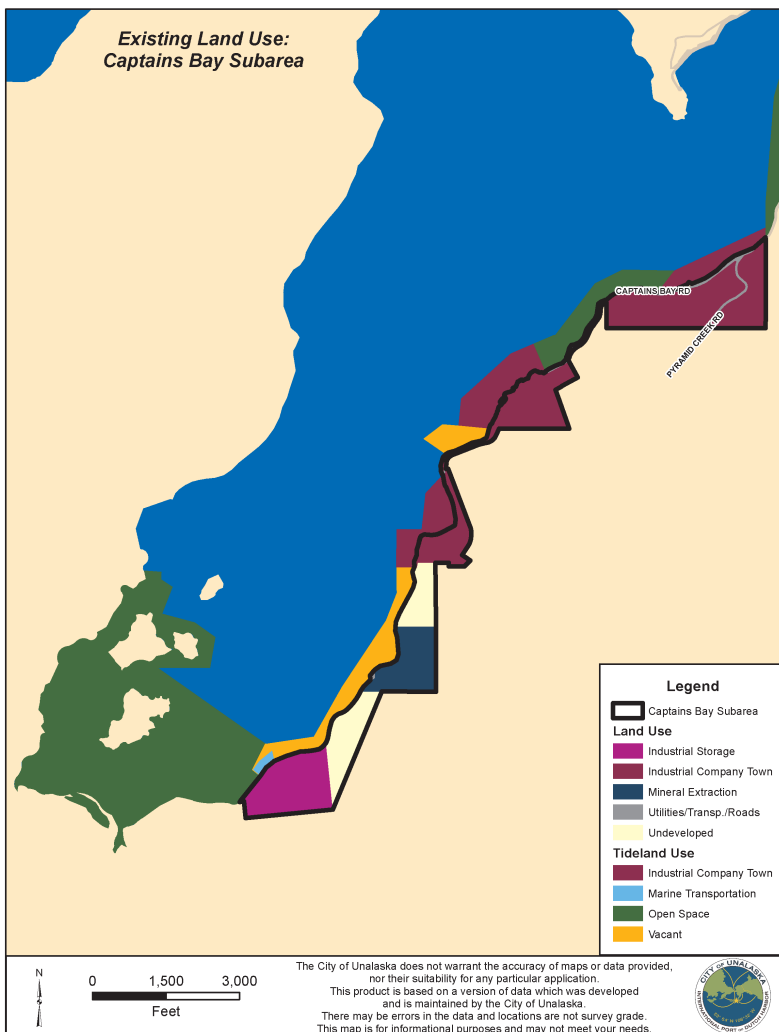 Existing Land Use:
Captains Bay Subarea
CAPTAINS BAY RD
PYRAMID CREEK RD
Legend
Captains Bay Subarea
Land Use
Industrial Storage
Industrial Company Town
Mineral Extraction
Utilities/Transp./Roads
Undeveloped
Tideland Use
Industrial Company Town
Marine Transportation
Open Space
Vacant
N
0 1,500 3,000
Feet
The City of Unalaska does not warrant the accuracy of maps or data provided,
nor their suitability for any particular application.
This product is based on a version of data which was developed
and is maintained by the City of Unalaska.
There may be errors in the data and locations are not survey grade.
This map is for informational purposes and may not meet your needs.
CITY OF UNALASKA
INTERNATIONAL PORT OF DUTCH HARBOR